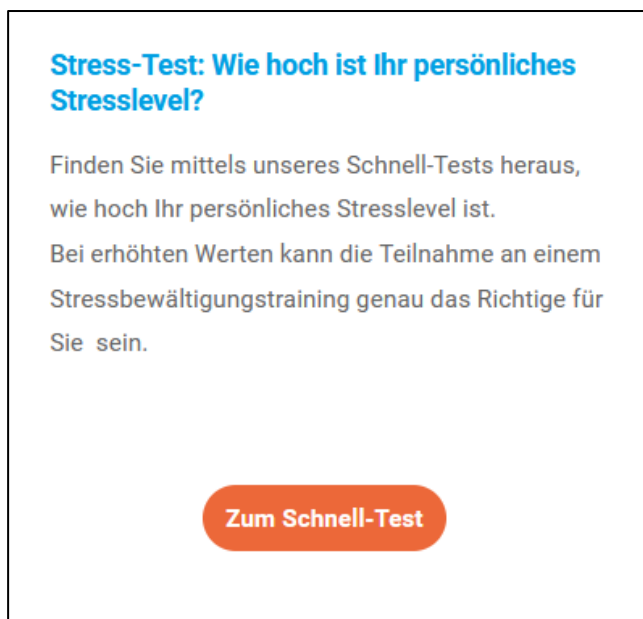 Stress-Test: Wie hoch ist Ihr persönliches
Stresslevel?
Finden Sie mittels unseres Schnell-Tests heraus,
wie hoch Ihr persönliches Stresslevel ist.
Bei erhöhten Werten kann die Teilnahme an einem
Stressbewältigungstraining genau das Richtige für
Sie  sein.
Zum Schnell-Test